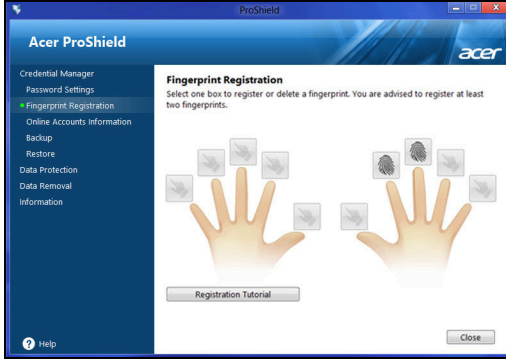 ProShield
Acer ProShield
acer
Credential Manager
Password Settings
Fingerprint Registration
Online Accounts Information
Backup
Restore
Data Protection
Data Removal
Information
Fingerprint Registration
Select one box to register or delete a fingerprint. You are advised to register at least
two fingerprints.
Registration Tutorial
? Help
Close